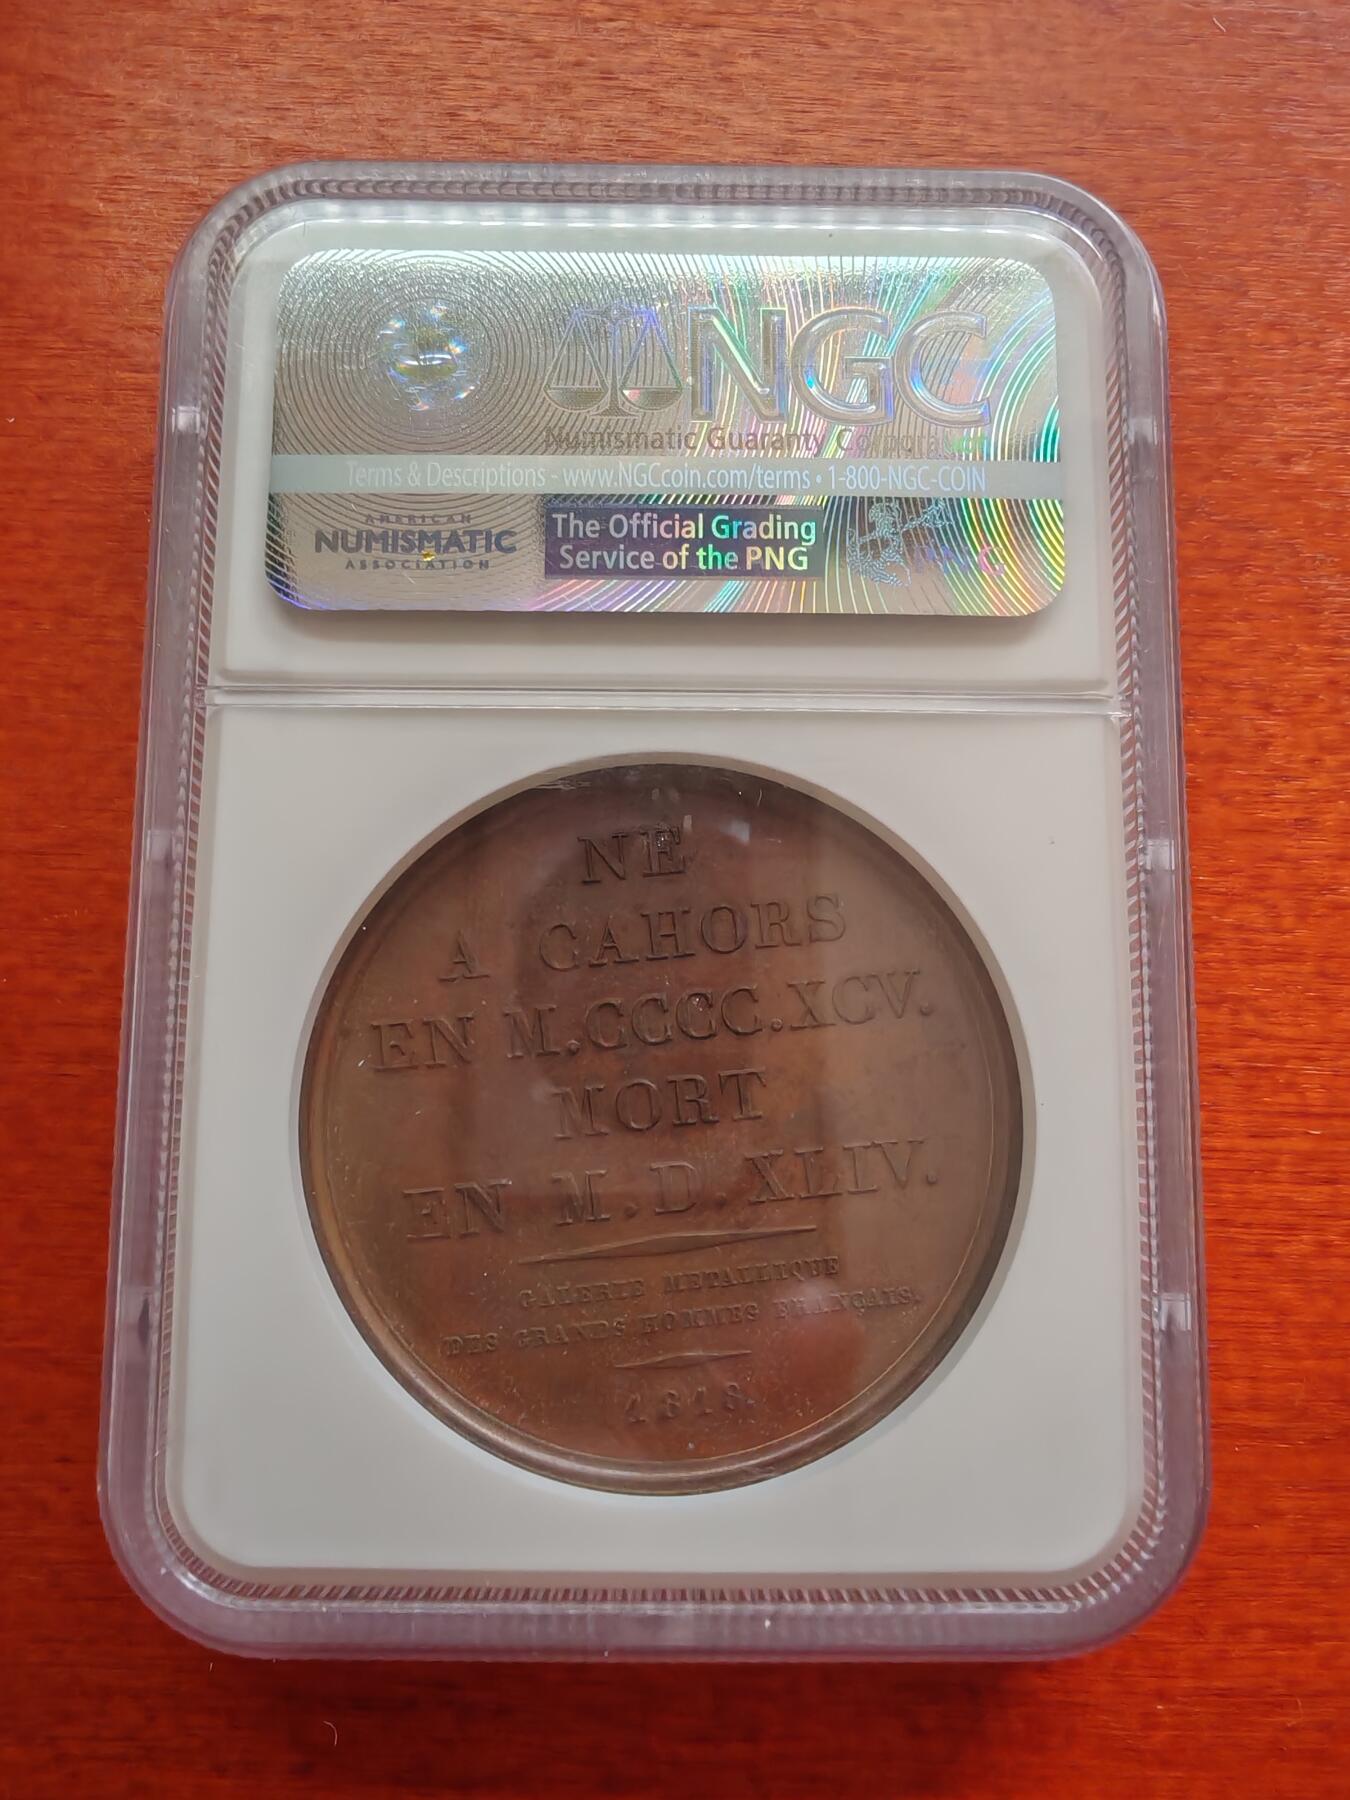 NGC
Numismatic Guaranty Corporation
Terms & Descriptions - www.NGCcoin.com/terms • 1-800-NGC-COIN
AMERICAN
NUMISMATIC
ASSOCIATION
The Official Grading
Service of the PNG
PNG
NE
A CAHORS
EN M.CCCC.XCV.
MORT
EN M.D.XLIV.
GALERIE METALLIQUE
DES GRANDS HOMMES FRANÇAIS.
1818.